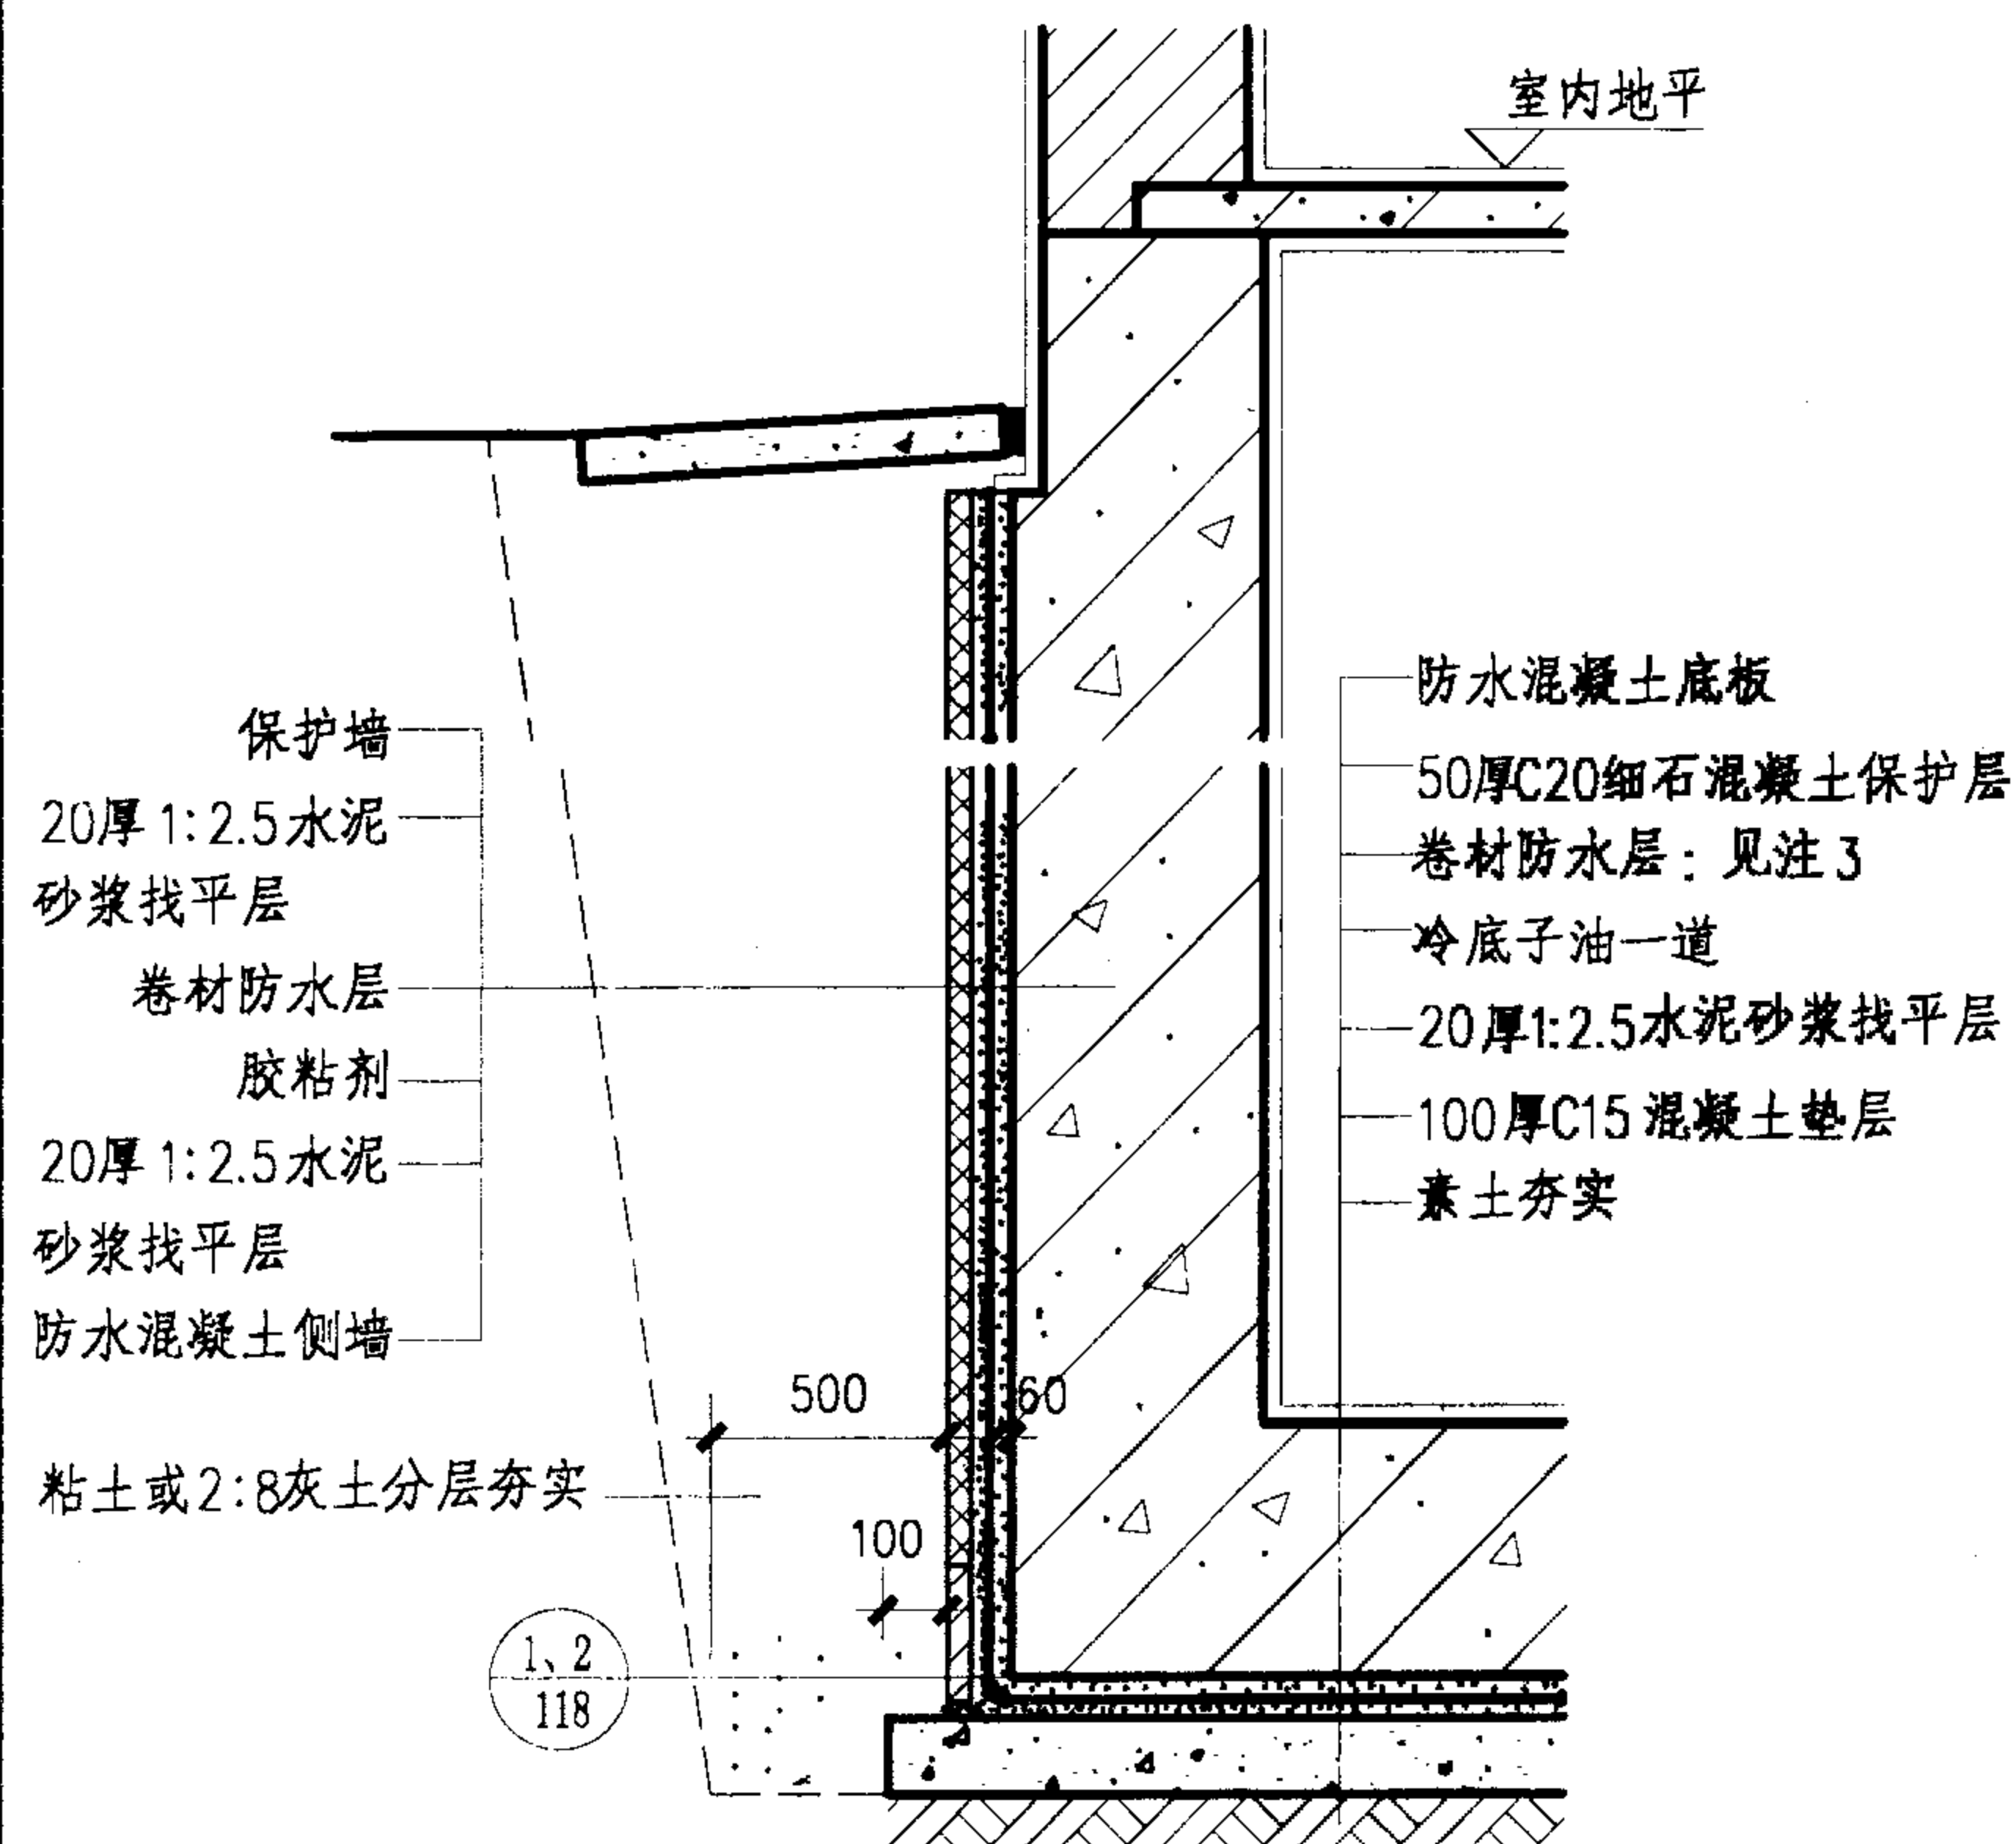 室内地平
保护墙
20厚1:2.5水泥
砂浆找平层
卷材防水层
胶粘剂
20厚1:2.5水泥
砂浆找平层
防水混凝土侧墙
粘土或2:8灰土分层夯实
防水混凝土底板
50厚C20细石混凝土保护层
卷材防水层：见注3
冷底子油一道
20厚1:2.5水泥砂浆找平层
100厚C15混凝土垫层
素土夯实
500
60
100
1、2
118